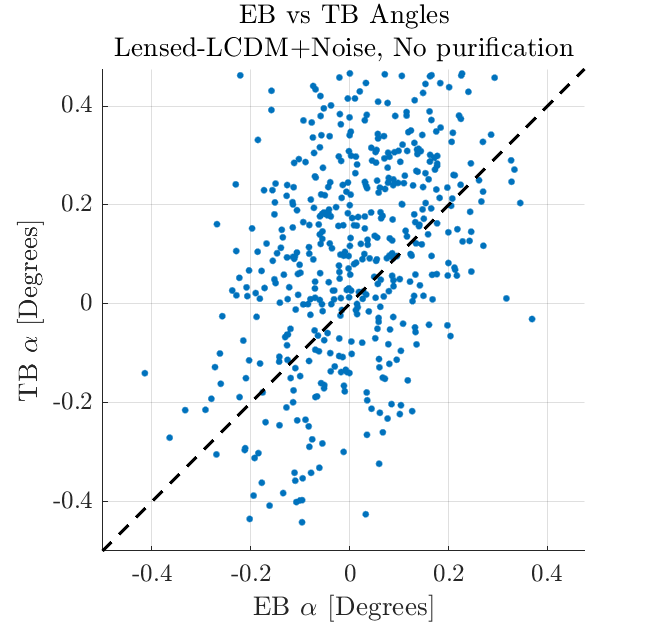 EB vs TB Angles
Lensed-LCDM+Noise, No purification
TB α [Degrees]
0.4
0.2
0
-0.2
-0.4
-0.4
-0.2
0
0.2
0.4
EB α [Degrees]